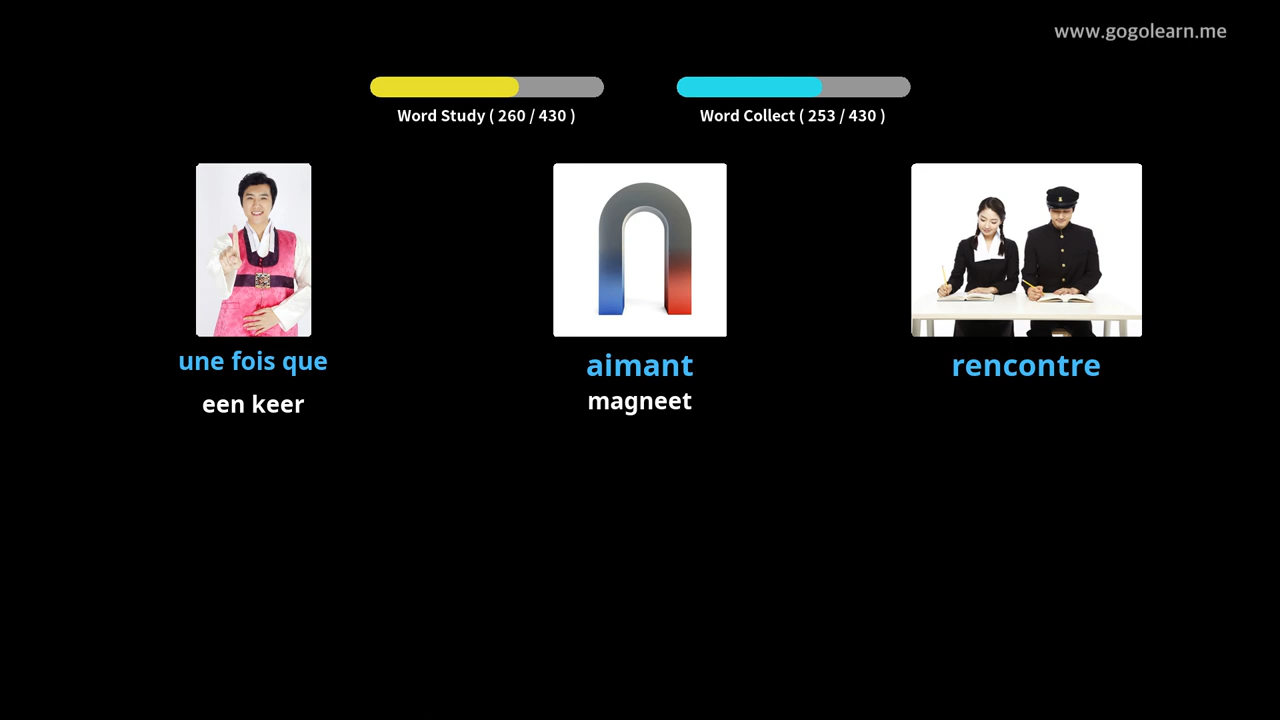 www.gogolearn.me
Word Study ( 260 / 430 )
Word Collect ( 253 / 430 )
une fois que
een keer
aimant
magneet
rencontre